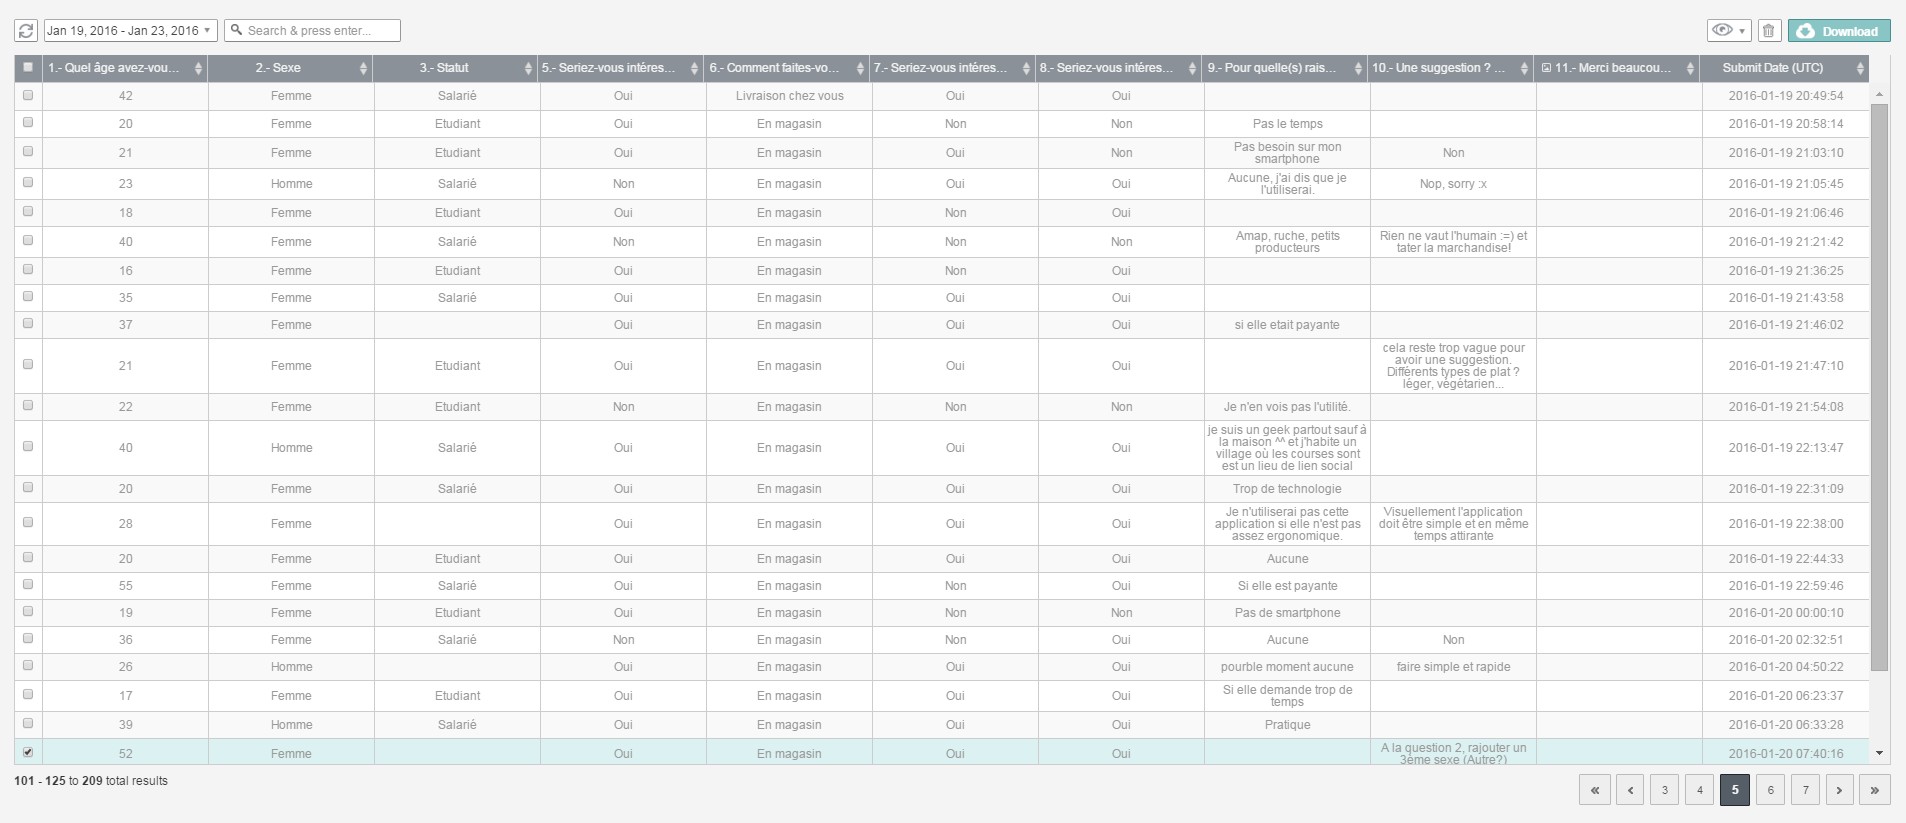 Jan 19, 2016 - Jan 23, 2016 Search & press enter... Download
1.- Quel âge avez-vou... 2.- Sexe 3.- Statut 5.- Seriez-vous intéres... 6.- Comment faites-vo... 7.- Seriez-vous intéres... 8.- Seriez-vous intéres... 9.- Pour quelle(s) rais... 10.- Une suggestion ? ... 11.- Merci beaucou... Submit Date (UTC)
42 Femme Salarié Oui Livraison chez vous Oui Oui 2016-01-19 20:49:54
20 Femme Etudiant Oui En magasin Non Non Pas le temps 2016-01-19 20:58:14
21 Femme Etudiant Oui En magasin Oui Non Pas besoin sur mon
smartphone Non 2016-01-19 21:03:10
23 Homme Salarié Non En magasin Oui Oui Aucune, j'ai dis que je
l'utiliserai. Nop, sorry :x 2016-01-19 21:05:45
18 Femme Etudiant Oui En magasin Non Oui 2016-01-19 21:06:46
40 Femme Salarié Non En magasin Non Non Amap, ruche, petits
producteurs Rien ne vaut l'humain :=) et
tater la marchandise! 2016-01-19 21:21:42
16 Femme Etudiant Oui En magasin Non Oui 2016-01-19 21:36:25
35 Femme Salarié Oui En magasin Oui Oui 2016-01-19 21:43:58
37 Femme Oui En magasin Oui Oui si elle etait payante 2016-01-19 21:46:02
21 Femme Etudiant Oui En magasin Oui Oui cela reste trop vague pour
avoir une suggestion.
Différents types de plat ?
léger, végétarien... 2016-01-19 21:47:10
22 Femme Etudiant Non En magasin Non Non Je n'en vois pas l'utilité. 2016-01-19 21:54:08
40 Homme Salarié Oui En magasin Oui Oui je suis un geek partout sauf à
la maison ^^ et j'habite un
village où les courses sont
est un lieu de lien social 2016-01-19 22:13:47
20 Femme Salarié Oui En magasin Oui Oui Trop de technologie 2016-01-19 22:31:09
28 Femme Oui En magasin Oui Oui Je n'utiliserai pas cette
application si elle n'est pas
assez ergonomique. Visuellement l'application
doit être simple et en même
temps attirante 2016-01-19 22:38:00
20 Femme Etudiant Oui En magasin Oui Oui Aucune 2016-01-19 22:44:33
55 Femme Salarié Oui En magasin Non Oui Si elle est payante 2016-01-19 22:59:46
19 Femme Etudiant Oui En magasin Non Non Pas de smartphone 2016-01-20 00:00:10
36 Femme Salarié Non En magasin Non Oui Aucune Non 2016-01-20 02:32:51
26 Homme Oui En magasin Oui Oui pourble moment aucune faire simple et rapide 2016-01-20 04:50:22
17 Femme Etudiant Oui En magasin Oui Oui Si elle demande trop de
temps 2016-01-20 06:23:37
39 Homme Salarié Oui En magasin Oui Oui Pratique 2016-01-20 06:33:28
52 Femme Oui En magasin Oui Oui A la question 2, rajouter un
3ème sexe (Autre?) 2016-01-20 07:40:16
101 - 125 to 209 total results « ‹ 3 4 5 6 7 › »